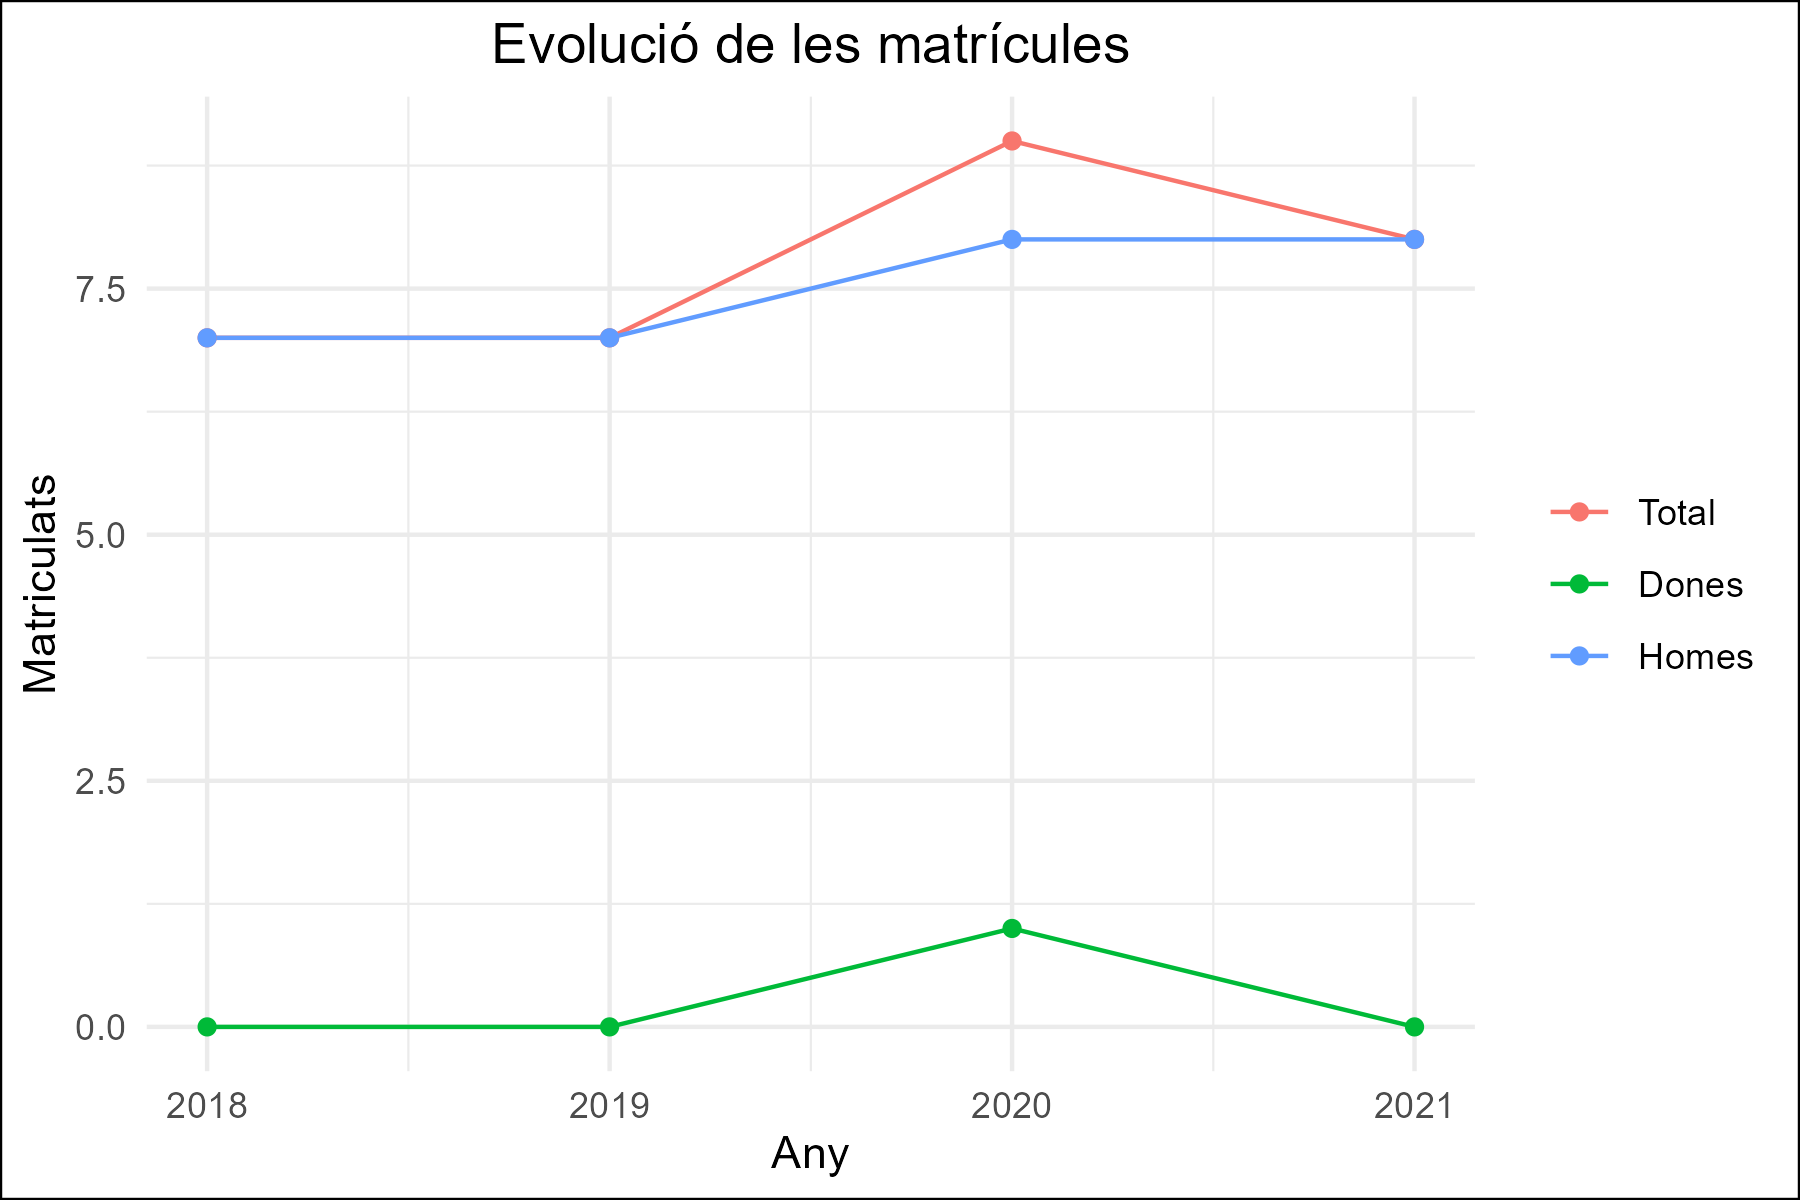 Evolució de les matrícules
Matriculats
7.5
5.0
2.5
0.0
2018 2019 2020 2021
Any
Total
Dones
Homes